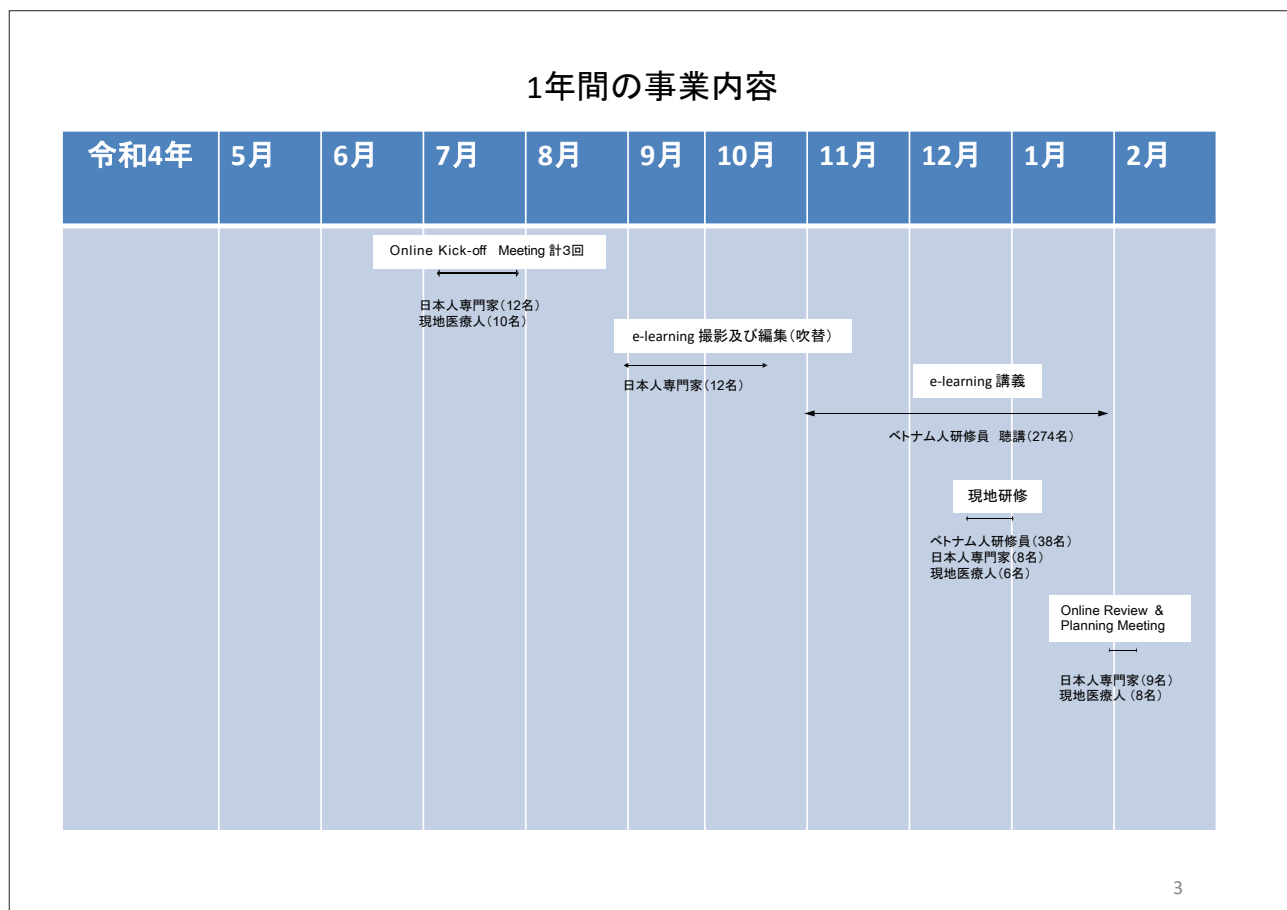 1年間の事業内容
令和4年 5月 6月 7月 8月 9月 10月 11月 12月 1月 2月
Online Kick-off Meeting 計3回
日本人専門家(12名)
現地医療人(10名)
e-learning 撮影及び編集(吹替)
日本人専門家(12名)
e-learning 講義
ベトナム人研修員 聴講(274名)
現地研修
ベトナム人研修員(38名)
日本人専門家(8名)
現地医療人(6名)
Online Review &
Planning Meeting
日本人専門家(9名)
現地医療人 (8名)
3